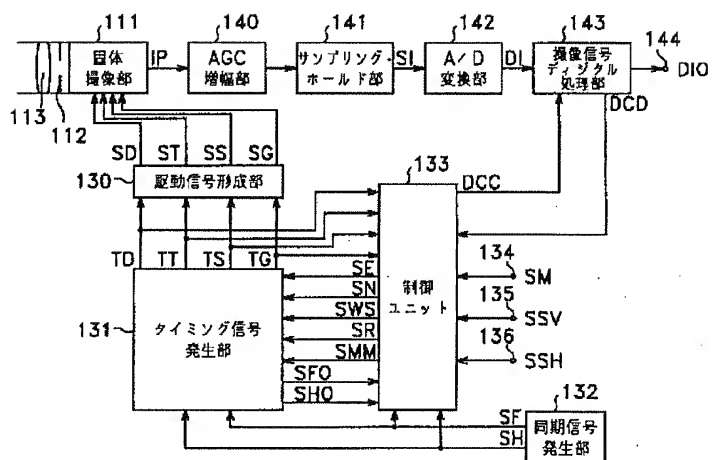 111
140
141
142
143
144
固体
撮像部
IP
AGC
増幅部
サンプリング・
ホールド部
SI
A/D
変換部
DI
撮像信号
ディジタル
処理部
DIO
DCD
113
112
SD
ST
SS
SG
130
駆動信号形成部
133
DCC
TD
TT
TS
TG
SE
SN
SWS
SR
SMM
SFO
SHO
131
タイミング信号
発生部
制御
ユニット
134
SM
135
SSV
136
SSH
132
SF
SH
同期信号
発生部